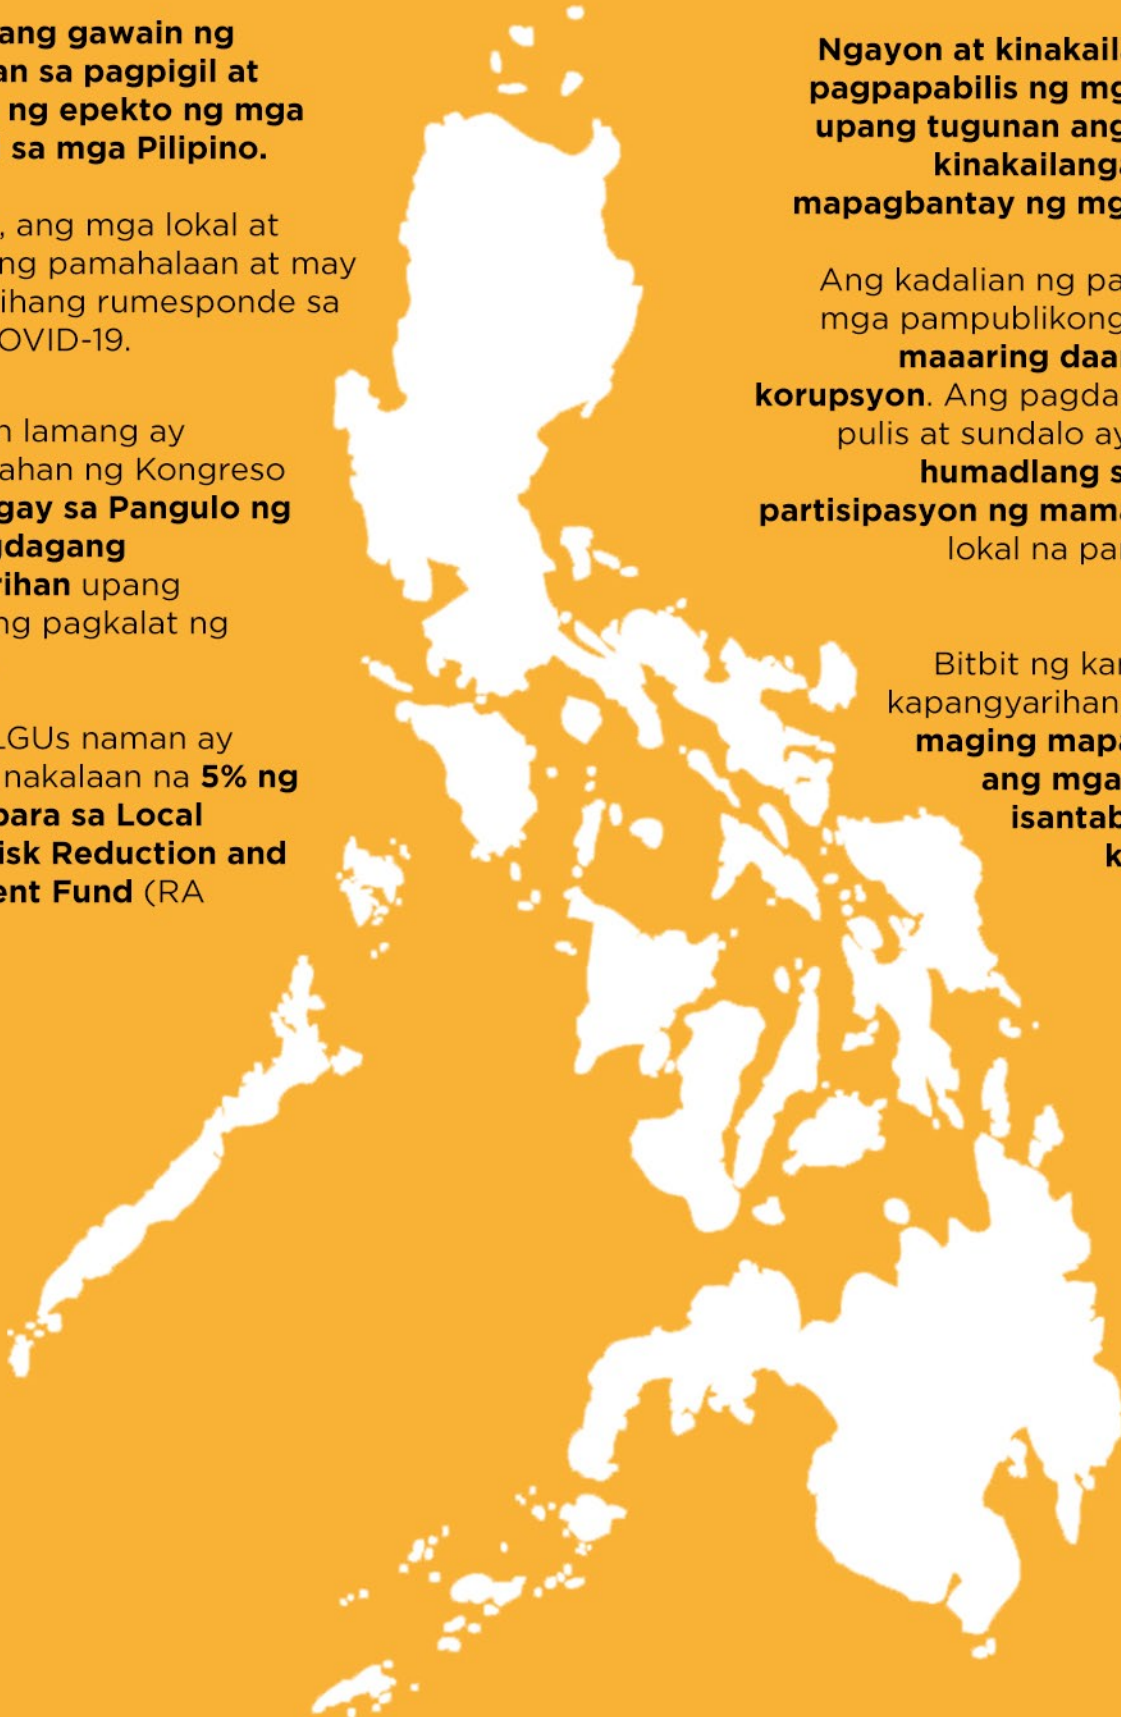 ang gawain ng
an sa pagpigil at
ng epekto ng mga
sa mga Pilipino.
, ang mga lokal at
ng pamahalaan at may
ihang rumesponde sa
OVID-19.
n lamang ay
ahan ng Kongreso
gay sa Pangulo ng
gdagang
rihan upang
ng pagkalat ng
LGUs naman ay
nakalaan na 5% ng
para sa Local
isk Reduction and
ent Fund (RA
Ngayon at kinakail
pagpapabilis ng mg
upang tugunan ang
kinakailanga
mapagbantay ng mg
Ang kadalian ng pa
mga pampublikong
maaaring daa
korupsyon. Ang pagda
pulis at sundalo ay
humadlang s
partisipasyon ng mama
lokal na pa
Bitbit ng ka
kapangyarihan
maging mapa
ang mga
isantab
k